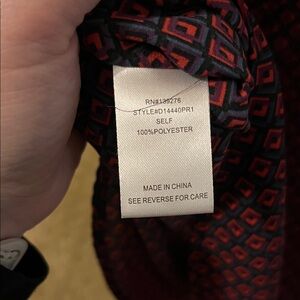 RN#139276
STYLE#D14440PR1
SELF
100%POLYESTER
MADE IN CHINA
SEE REVERSE FOR CARE